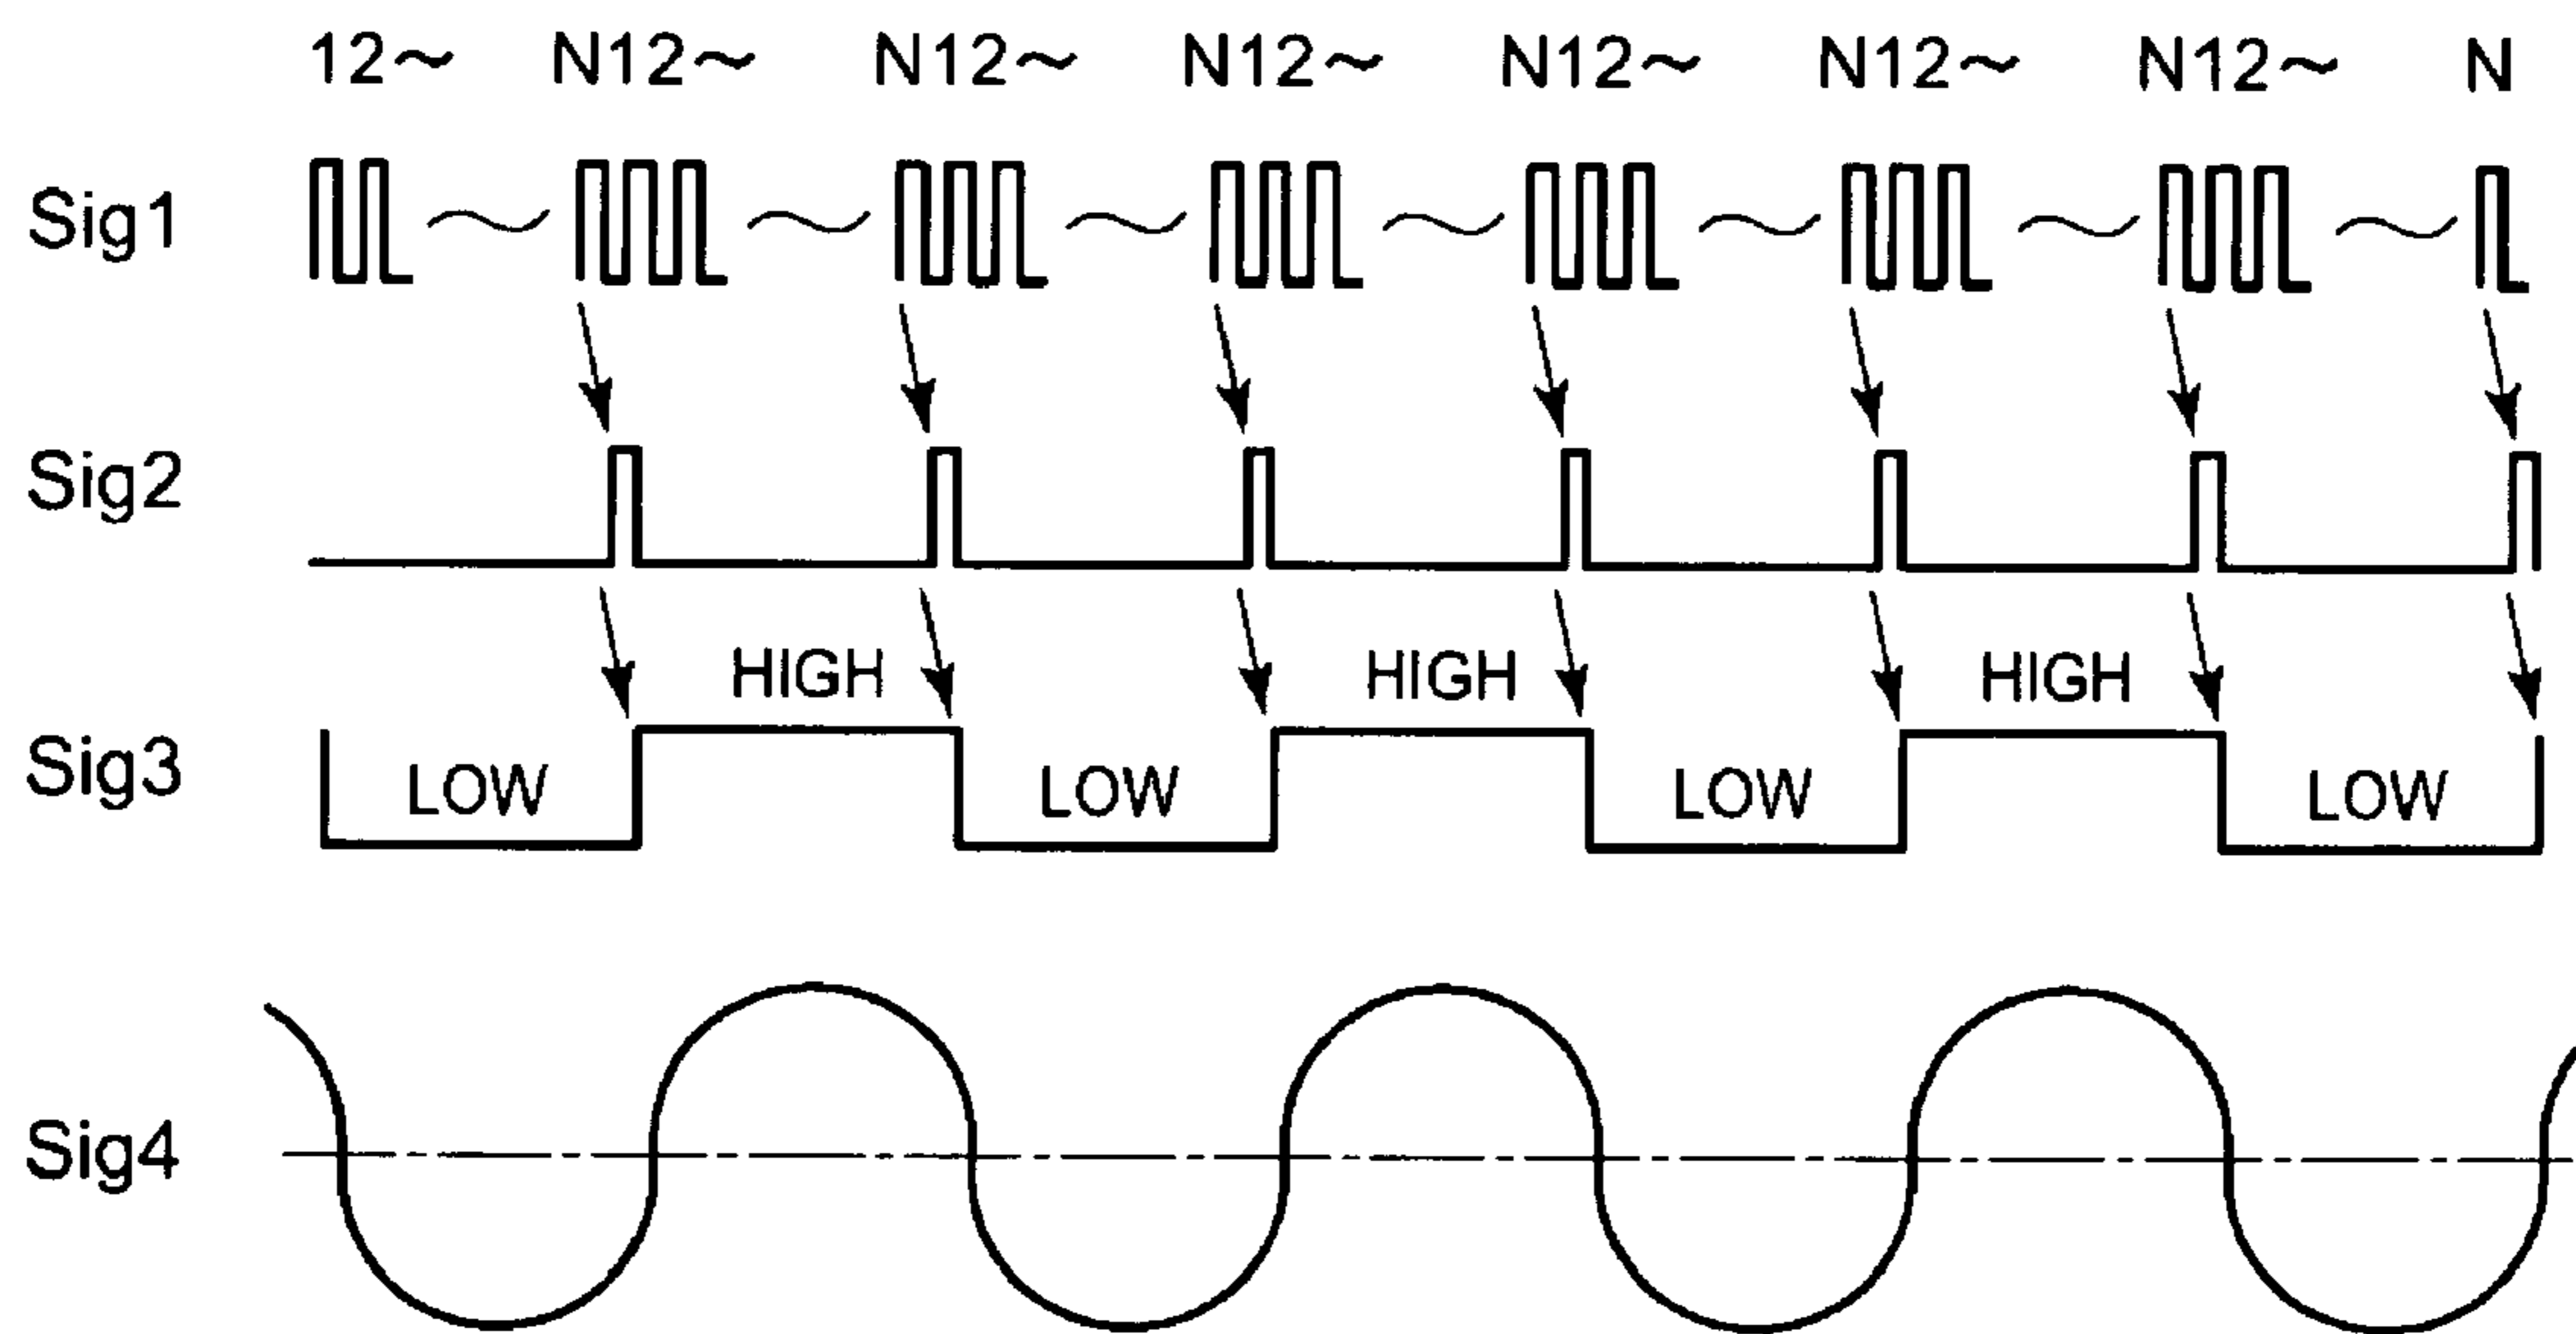 12～ N12～ N12～ N12～ N12～ N12～ N12～ N
Sig1
Sig2
HIGH HIGH HIGH
Sig3
LOW LOW LOW LOW
Sig4